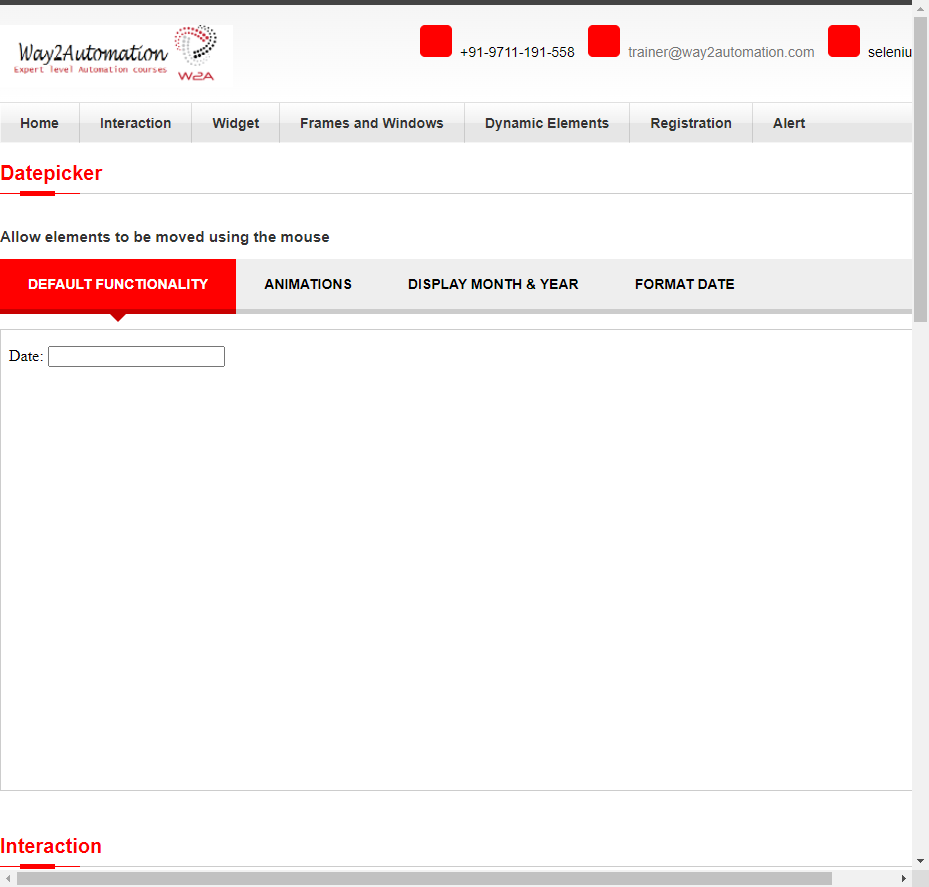 Way2Automation
Expert level Automation courses
W2A
+91-9711-191-558
trainer@way2automation.com
seleniu
Home
Interaction
Widget
Frames and Windows
Dynamic Elements
Registration
Alert
Datepicker
Allow elements to be moved using the mouse
DEFAULT FUNCTIONALITY
ANIMATIONS
DISPLAY MONTH & YEAR
FORMAT DATE
Date:
Interaction